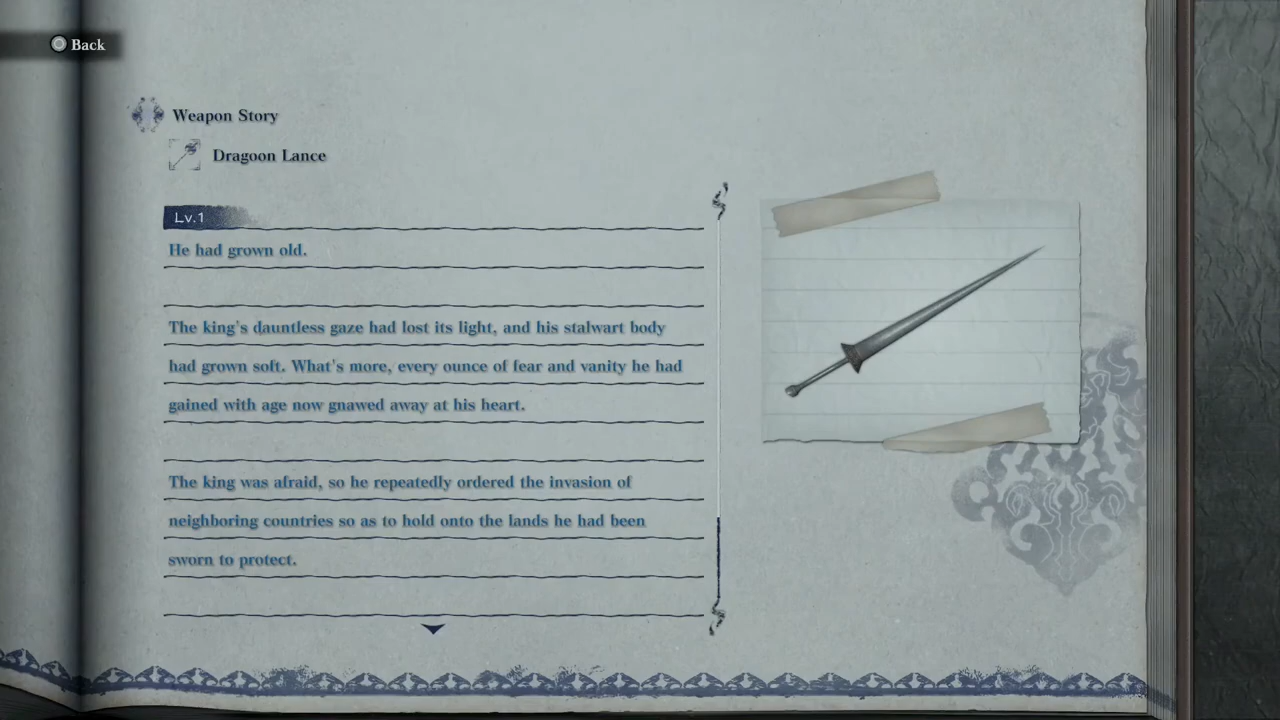 Back
Weapon Story
Dragoon Lance
Lv.1
He had grown old.
The king's dauntless gaze had lost its light, and his stalwart body
had grown soft. What's more, every ounce of fear and vanity he had
gained with age now gnawed away at his heart.
The king was afraid, so he repeatedly ordered the invasion of
neighboring countries so as to hold onto the lands he had been
sworn to protect.